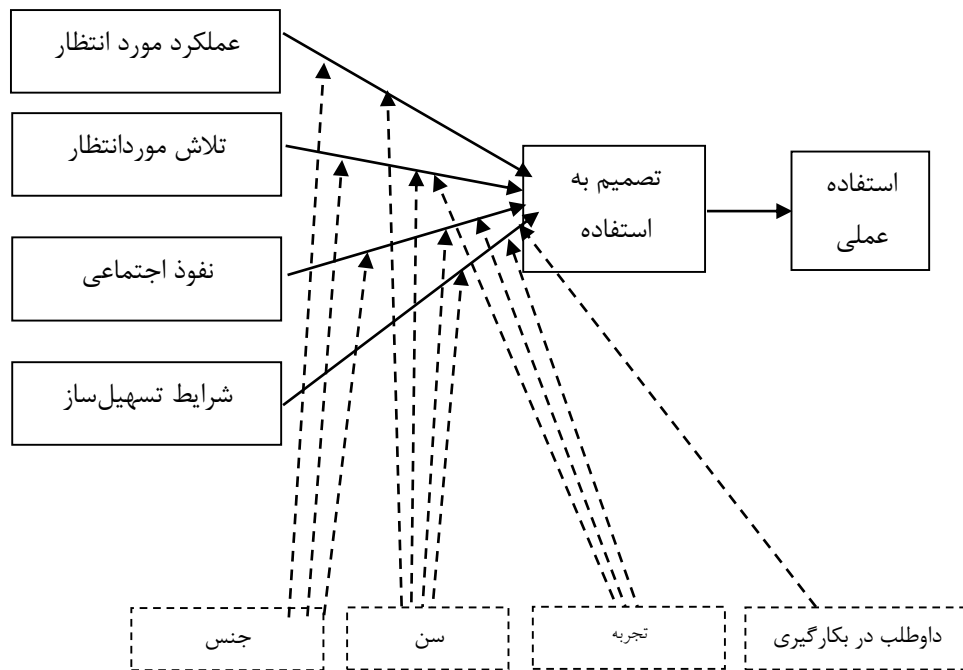 عملکرد مورد انتظار
تلاش موردانتظار
نفوذ اجتماعی
شرایط تسهیل‌ساز
تصمیم به
استفاده
استفاده
عملی
جنس
سن
تجربه
داوطلب در بکارگیری